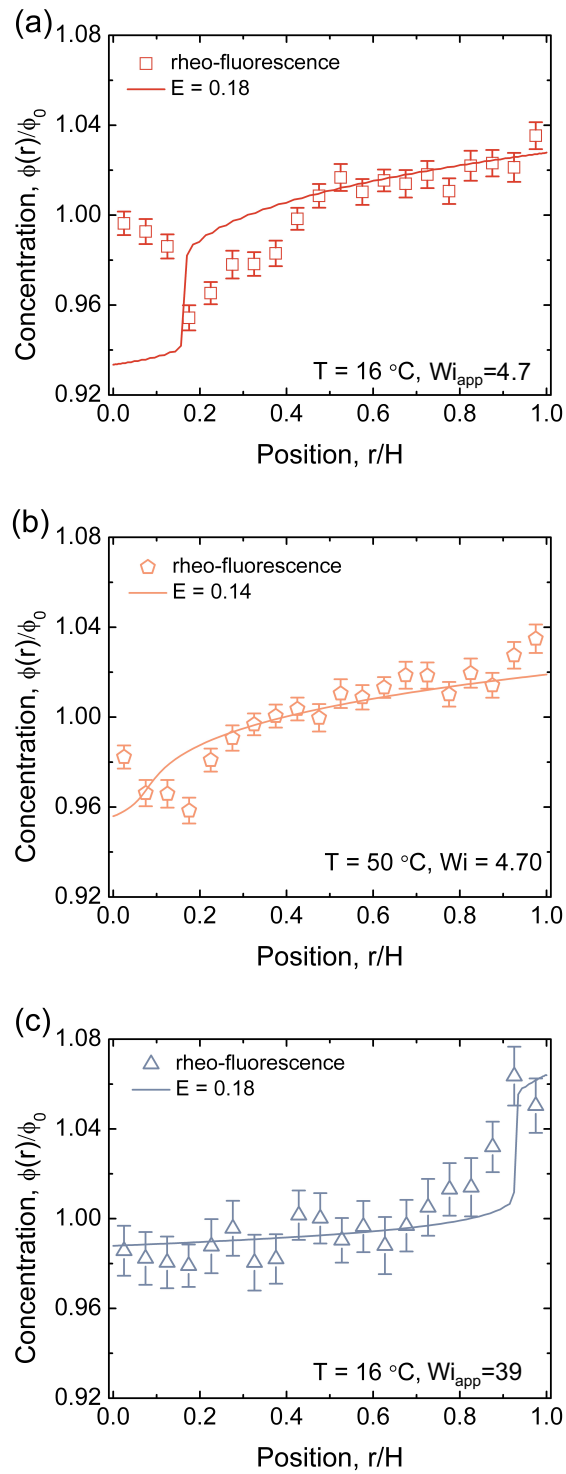 (a)
1.08
rheo-fluorescence
E = 0.18
1.04
1.00
0.96
0.92
Concentration, ϕ(r)/ϕ₀
T = 16 °C, Wi_app=4.7
0.0 0.2 0.4 0.6 0.8 1.0
Position, r/H
(b)
1.08
rheo-fluorescence
E = 0.14
1.04
1.00
0.96
0.92
Concentration, ϕ(r)/ϕ₀
T = 50 °C, Wi = 4.70
0.0 0.2 0.4 0.6 0.8 1.0
Position, r/H
(c)
1.08
rheo-fluorescence
E = 0.18
1.04
1.00
0.96
0.92
Concentration, ϕ(r)/ϕ₀
T = 16 °C, Wi_app=39
0.0 0.2 0.4 0.6 0.8 1.0
Position, r/H